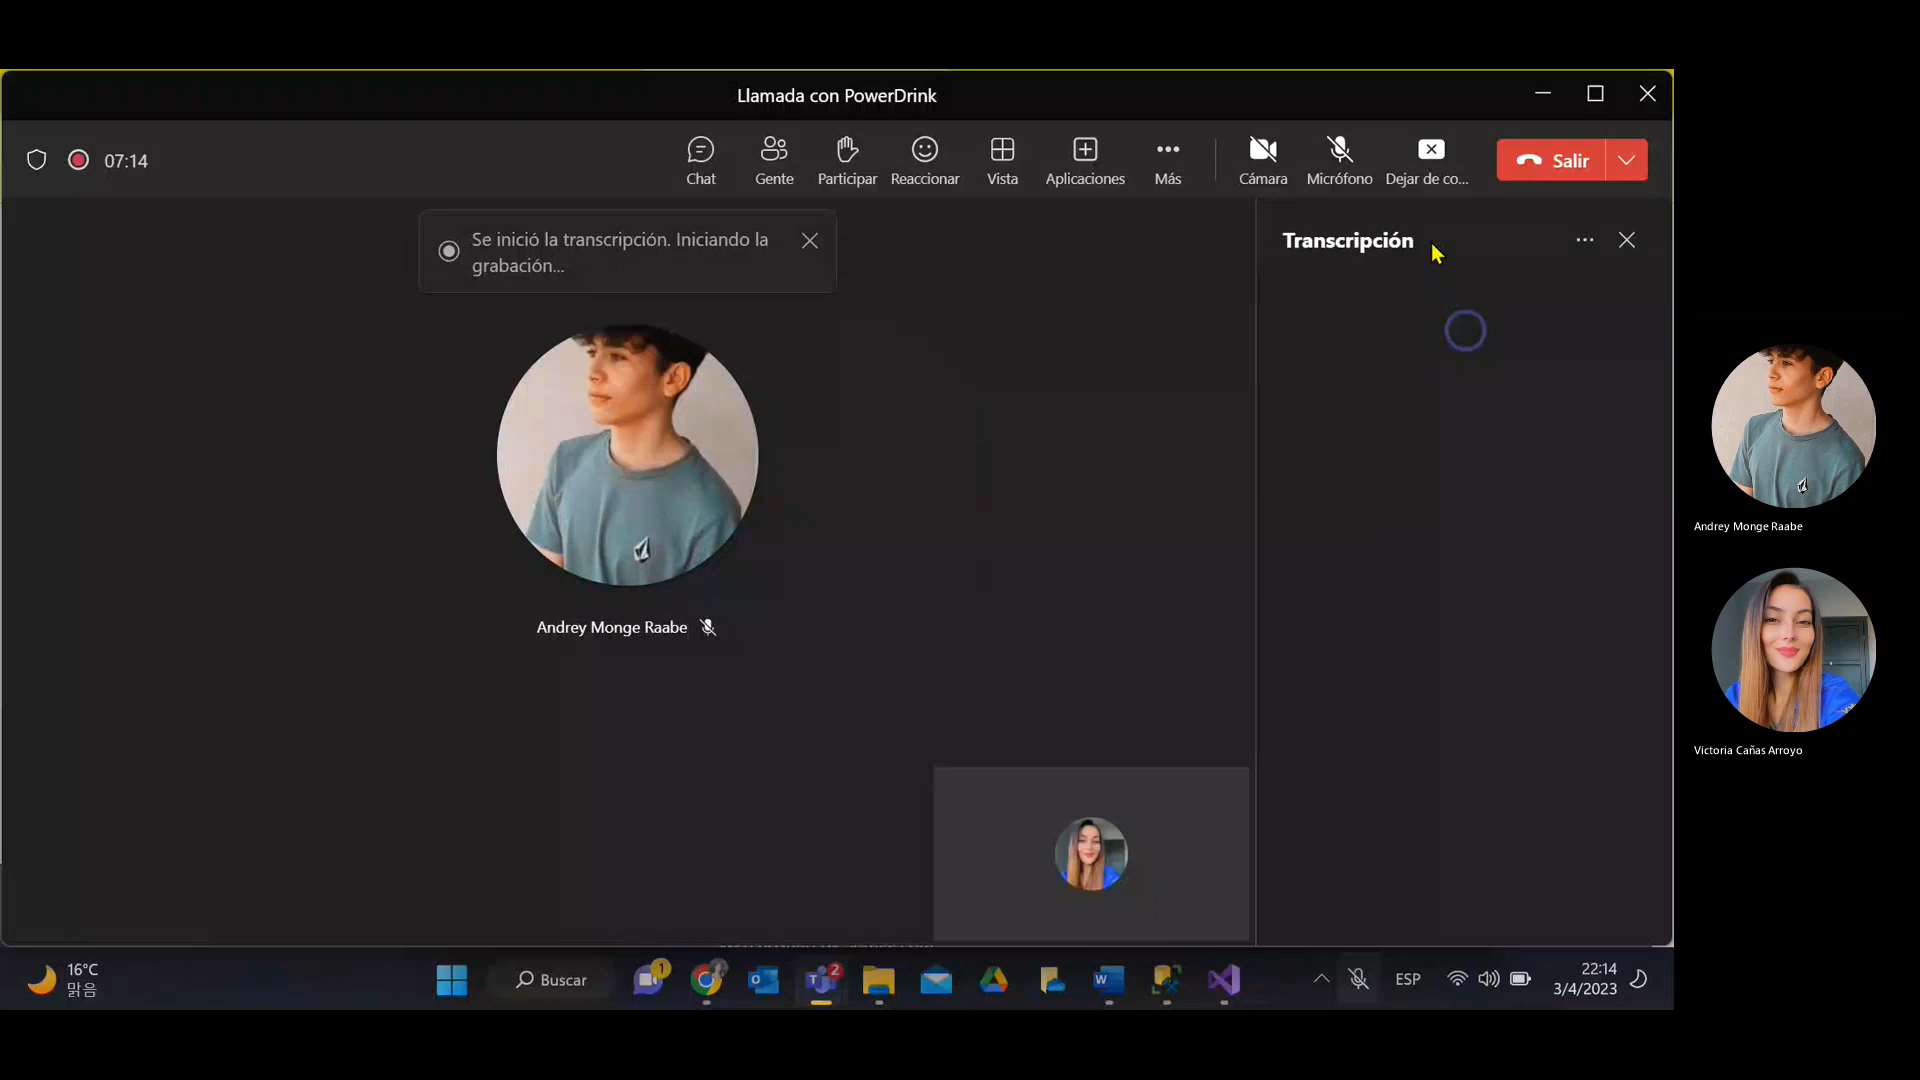 Llamada con PowerDrink
07:14
Chat
Gente
Participar
Reaccionar
Vista
Aplicaciones
Más
Cámara
Micrófono
Dejar de co...
Salir
Se inició la transcripción. Iniciando la
grabación...
Transcripción
Andrey Monge Raabe
Andrey Monge Raabe
Victoria Cañas Arroyo
16°C
맑음
Buscar
1
2
ESP
22:14
3/4/2023